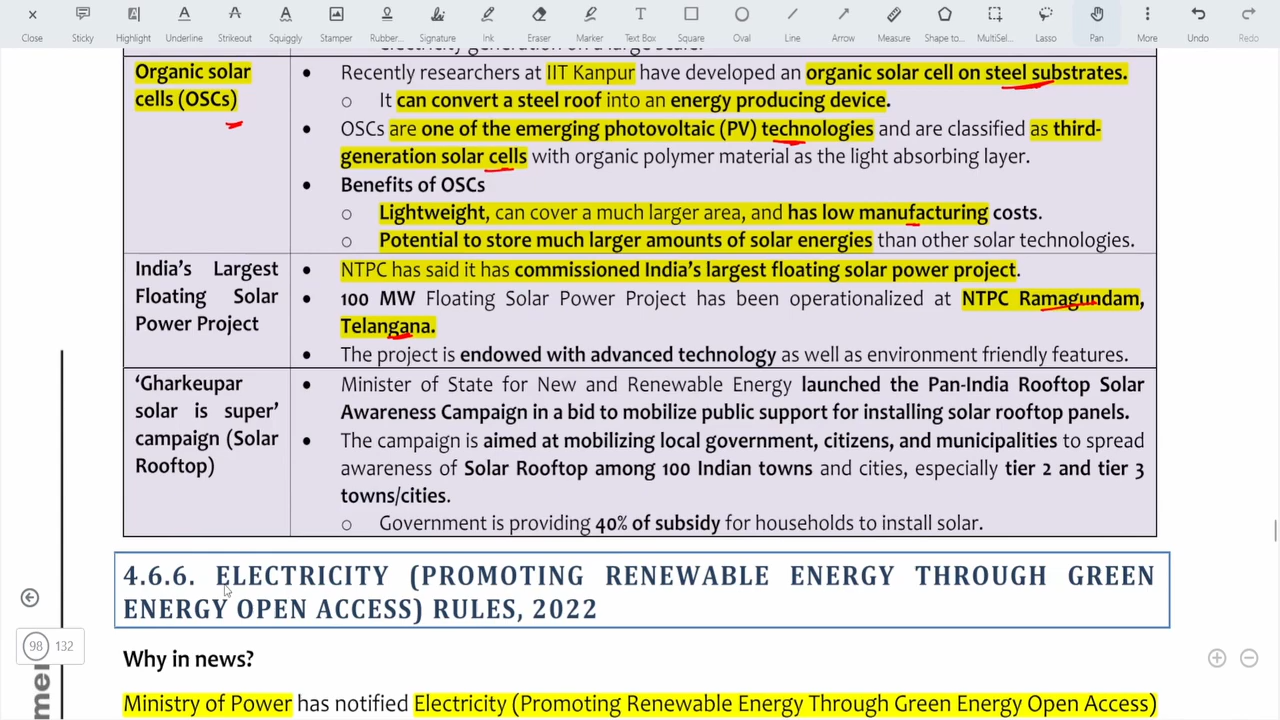 Close Sticky Highlight Underline Strikeout Squiggly Stamper Rubber... Signature Ink Eraser Marker Text Box Square Oval Line Arrow Measure Shape to... MultiSel... Lasso Pan More Undo Redo
electricity generation on a large scale.
Organic solar cells (OSCs)
• Recently researchers at IIT Kanpur have developed an organic solar cell on steel substrates.
o It can convert a steel roof into an energy producing device.
• OSCs are one of the emerging photovoltaic (PV) technologies and are classified as third-
generation solar cells with organic polymer material as the light absorbing layer.
• Benefits of OSCs
o Lightweight, can cover a much larger area, and has low manufacturing costs.
o Potential to store much larger amounts of solar energies than other solar technologies.
India's Largest
Floating Solar
Power Project
• NTPC has said it has commissioned India's largest floating solar power project.
• 100 MW Floating Solar Power Project has been operationalized at NTPC Ramagundam,
Telangana.
• The project is endowed with advanced technology as well as environment friendly features.
'Gharkeupar
solar is super'
campaign (Solar
Rooftop)
• Minister of State for New and Renewable Energy launched the Pan-India Rooftop Solar
Awareness Campaign in a bid to mobilize public support for installing solar rooftop panels.
• The campaign is aimed at mobilizing local government, citizens, and municipalities to spread
awareness of Solar Rooftop among 100 Indian towns and cities, especially tier 2 and tier 3
towns/cities.
o Government is providing 40% of subsidy for households to install solar.
4.6.6. ELECTRICITY (PROMOTING RENEWABLE ENERGY THROUGH GREEN
ENERGY OPEN ACCESS) RULES, 2022
98 132
Why in news?
Ministry of Power has notified Electricity (Promoting Renewable Energy Through Green Energy Open Access)